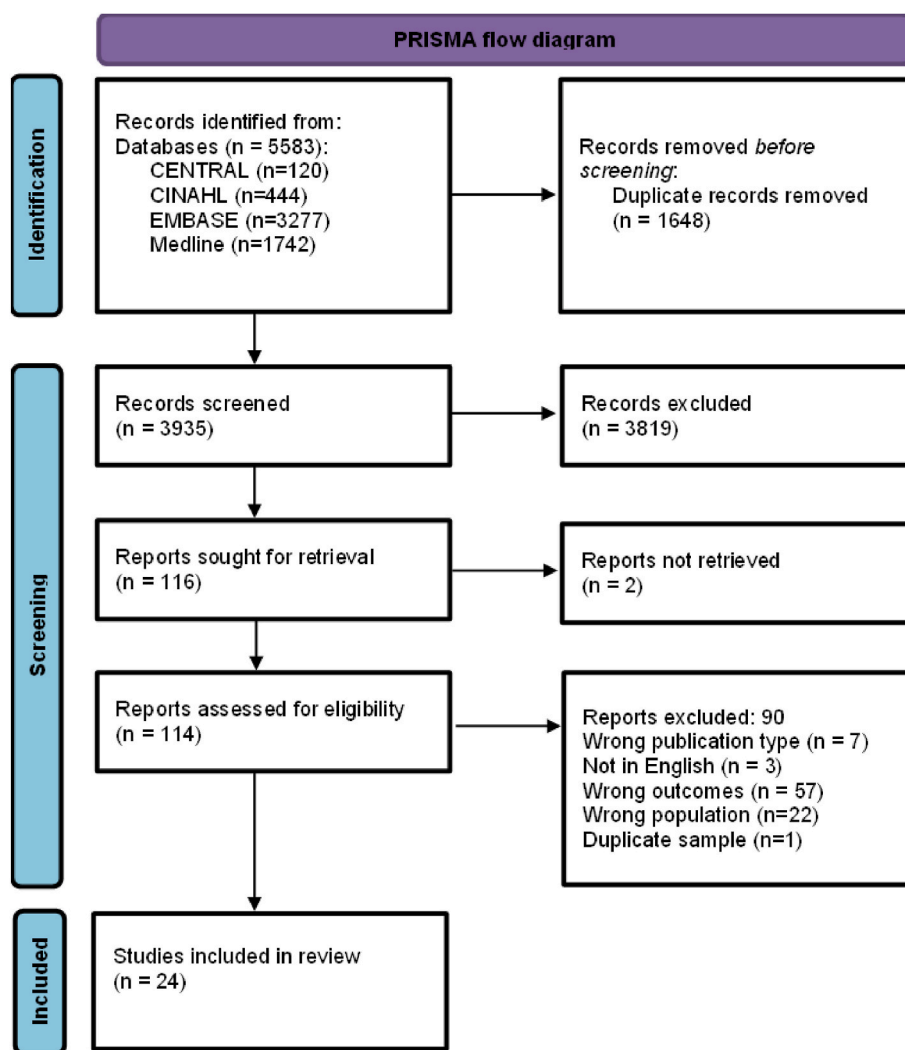 PRISMA flow diagram
Identification
Records identified from:
Databases (n = 5583):
CENTRAL (n=120)
CINAHL (n=444)
EMBASE (n=3277)
Medline (n=1742)
Records removed before
screening:
Duplicate records removed
(n = 1648)
Screening
Records screened
(n = 3935)
Records excluded
(n = 3819)
Reports sought for retrieval
(n = 116)
Reports not retrieved
(n = 2)
Reports assessed for eligibility
(n = 114)
Reports excluded: 90
Wrong publication type (n = 7)
Not in English (n = 3)
Wrong outcomes (n = 57)
Wrong population (n=22)
Duplicate sample (n=1)
Included
Studies included in review
(n = 24)